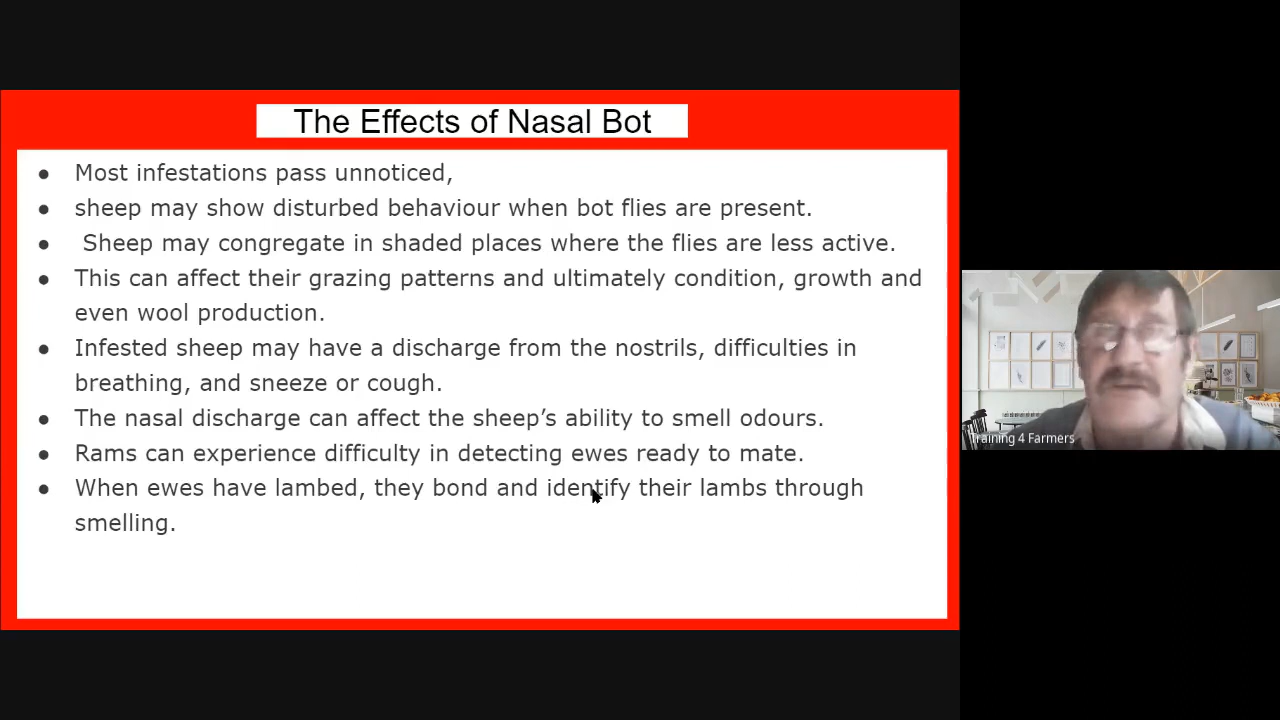 The Effects of Nasal Bot
● Most infestations pass unnoticed,
● sheep may show disturbed behaviour when bot flies are present.
● Sheep may congregate in shaded places where the flies are less active.
● This can affect their grazing patterns and ultimately condition, growth and
even wool production.
● Infested sheep may have a discharge from the nostrils, difficulties in
breathing, and sneeze or cough.
● The nasal discharge can affect the sheep’s ability to smell odours.
● Rams can experience difficulty in detecting ewes ready to mate.
● When ewes have lambed, they bond and identify their lambs through
smelling.
Training 4 Farmers